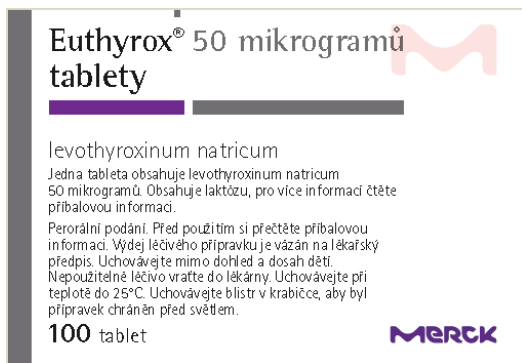 Euthyrox® 50 mikrogramů
tablety
levothyroxinum natricum
Jedna tableta obsahuje levothyroxinum natricum
50 mikrogramů. Obsahuje laktózu, pro více informací čtěte
příbalovou informaci.
Perorální podání. Před použitím si přečtěte příbalovou
informaci. Výdej léčivého přípravku je vázán na lékařský
předpis. Uchovávejte mimo dohled a dosah dětí.
Nepoužitelné léčivo vraťte do lékárny. Uchovávejte při
teplotě do 25°C. Uchovávejte blistr v krabičce, aby byl
přípravek chráněn před světlem.
100 tablet
MERCK